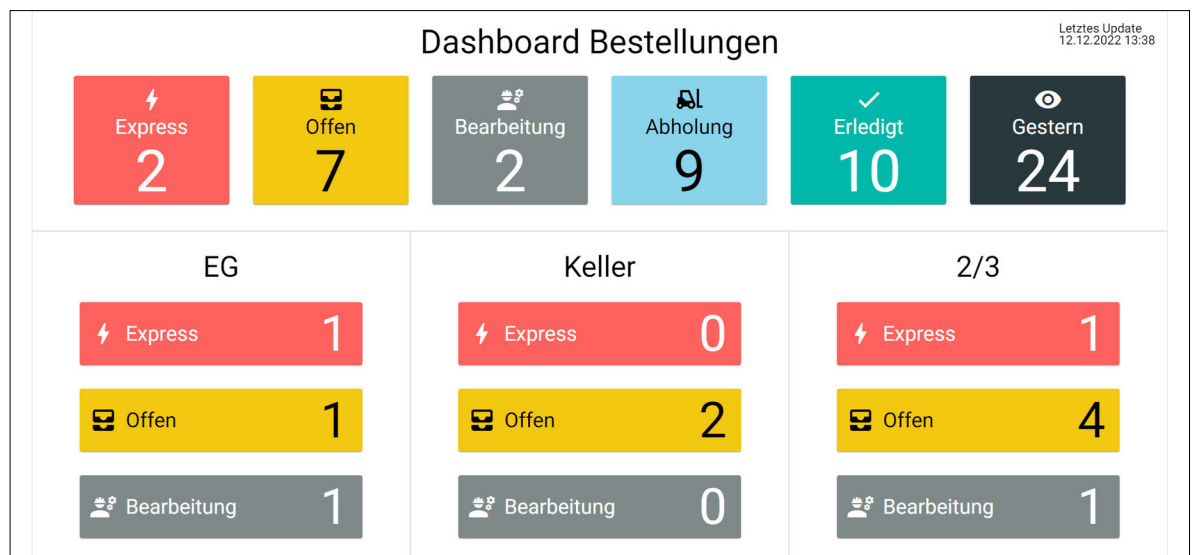 Dashboard Bestellungen
Letztes Update
12.12.2022 13:38
Express
2
Offen
7
Bearbeitung
2
Abholung
9
Erledigt
10
Gestern
24
EG
Express 1
Offen 1
Bearbeitung 1
Keller
Express 0
Offen 2
Bearbeitung 0
2/3
Express 1
Offen 4
Bearbeitung 1